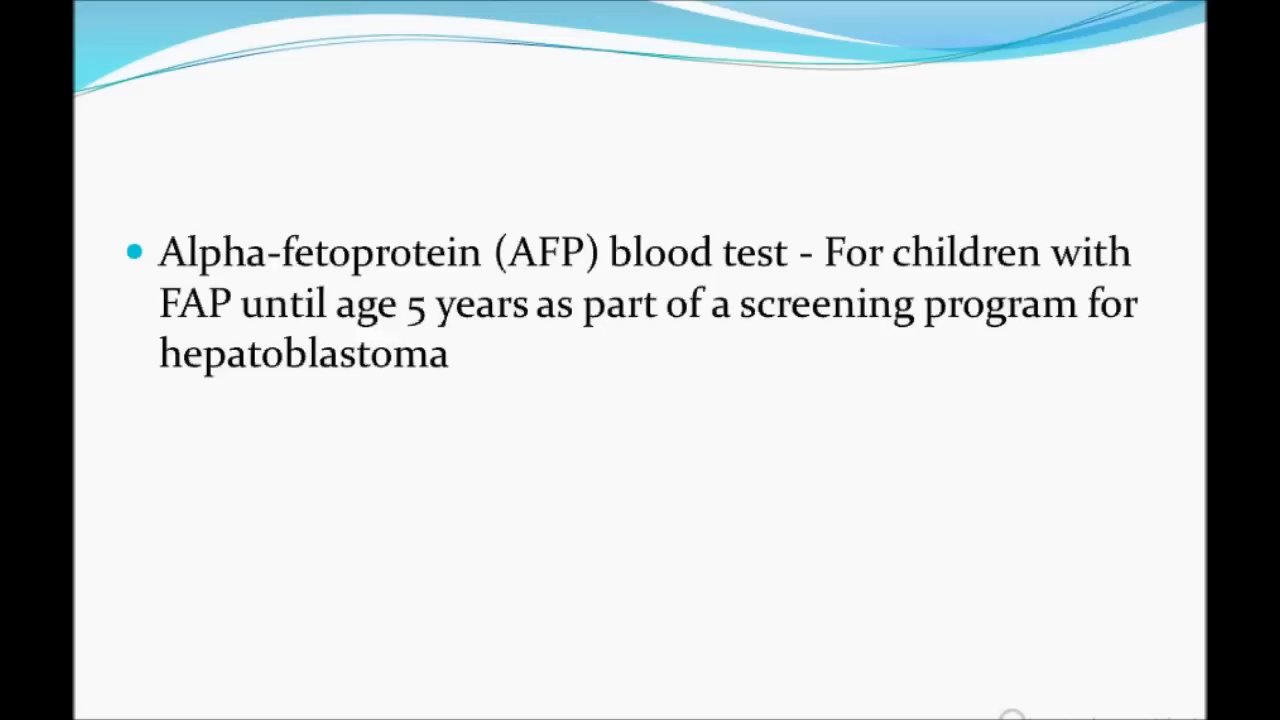 Alpha-fetoprotein (AFP) blood test - For children with
FAP until age 5 years as part of a screening program for
hepatoblastoma